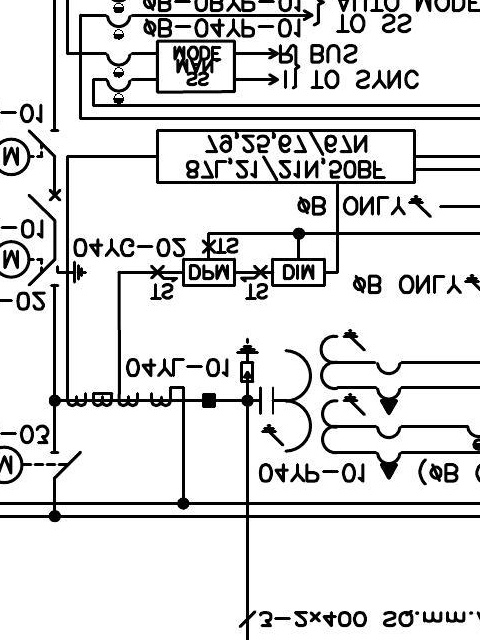 3-2x400 SQ.mm.
04YP-01 (ØB
M
-03
04YL-01
-02
TS TS
ØB ONLY
M
DPM DIM
04YG-02 TS
-01
ØB ONLY
87L,21/21N,50BF
79,25,67/67N
M
-01
SS
MAN
MODE
I} TO SYNC
R} BUS
ØB-04YP-01 TO SS
ØB-0BYP-01 } AUTO MODE